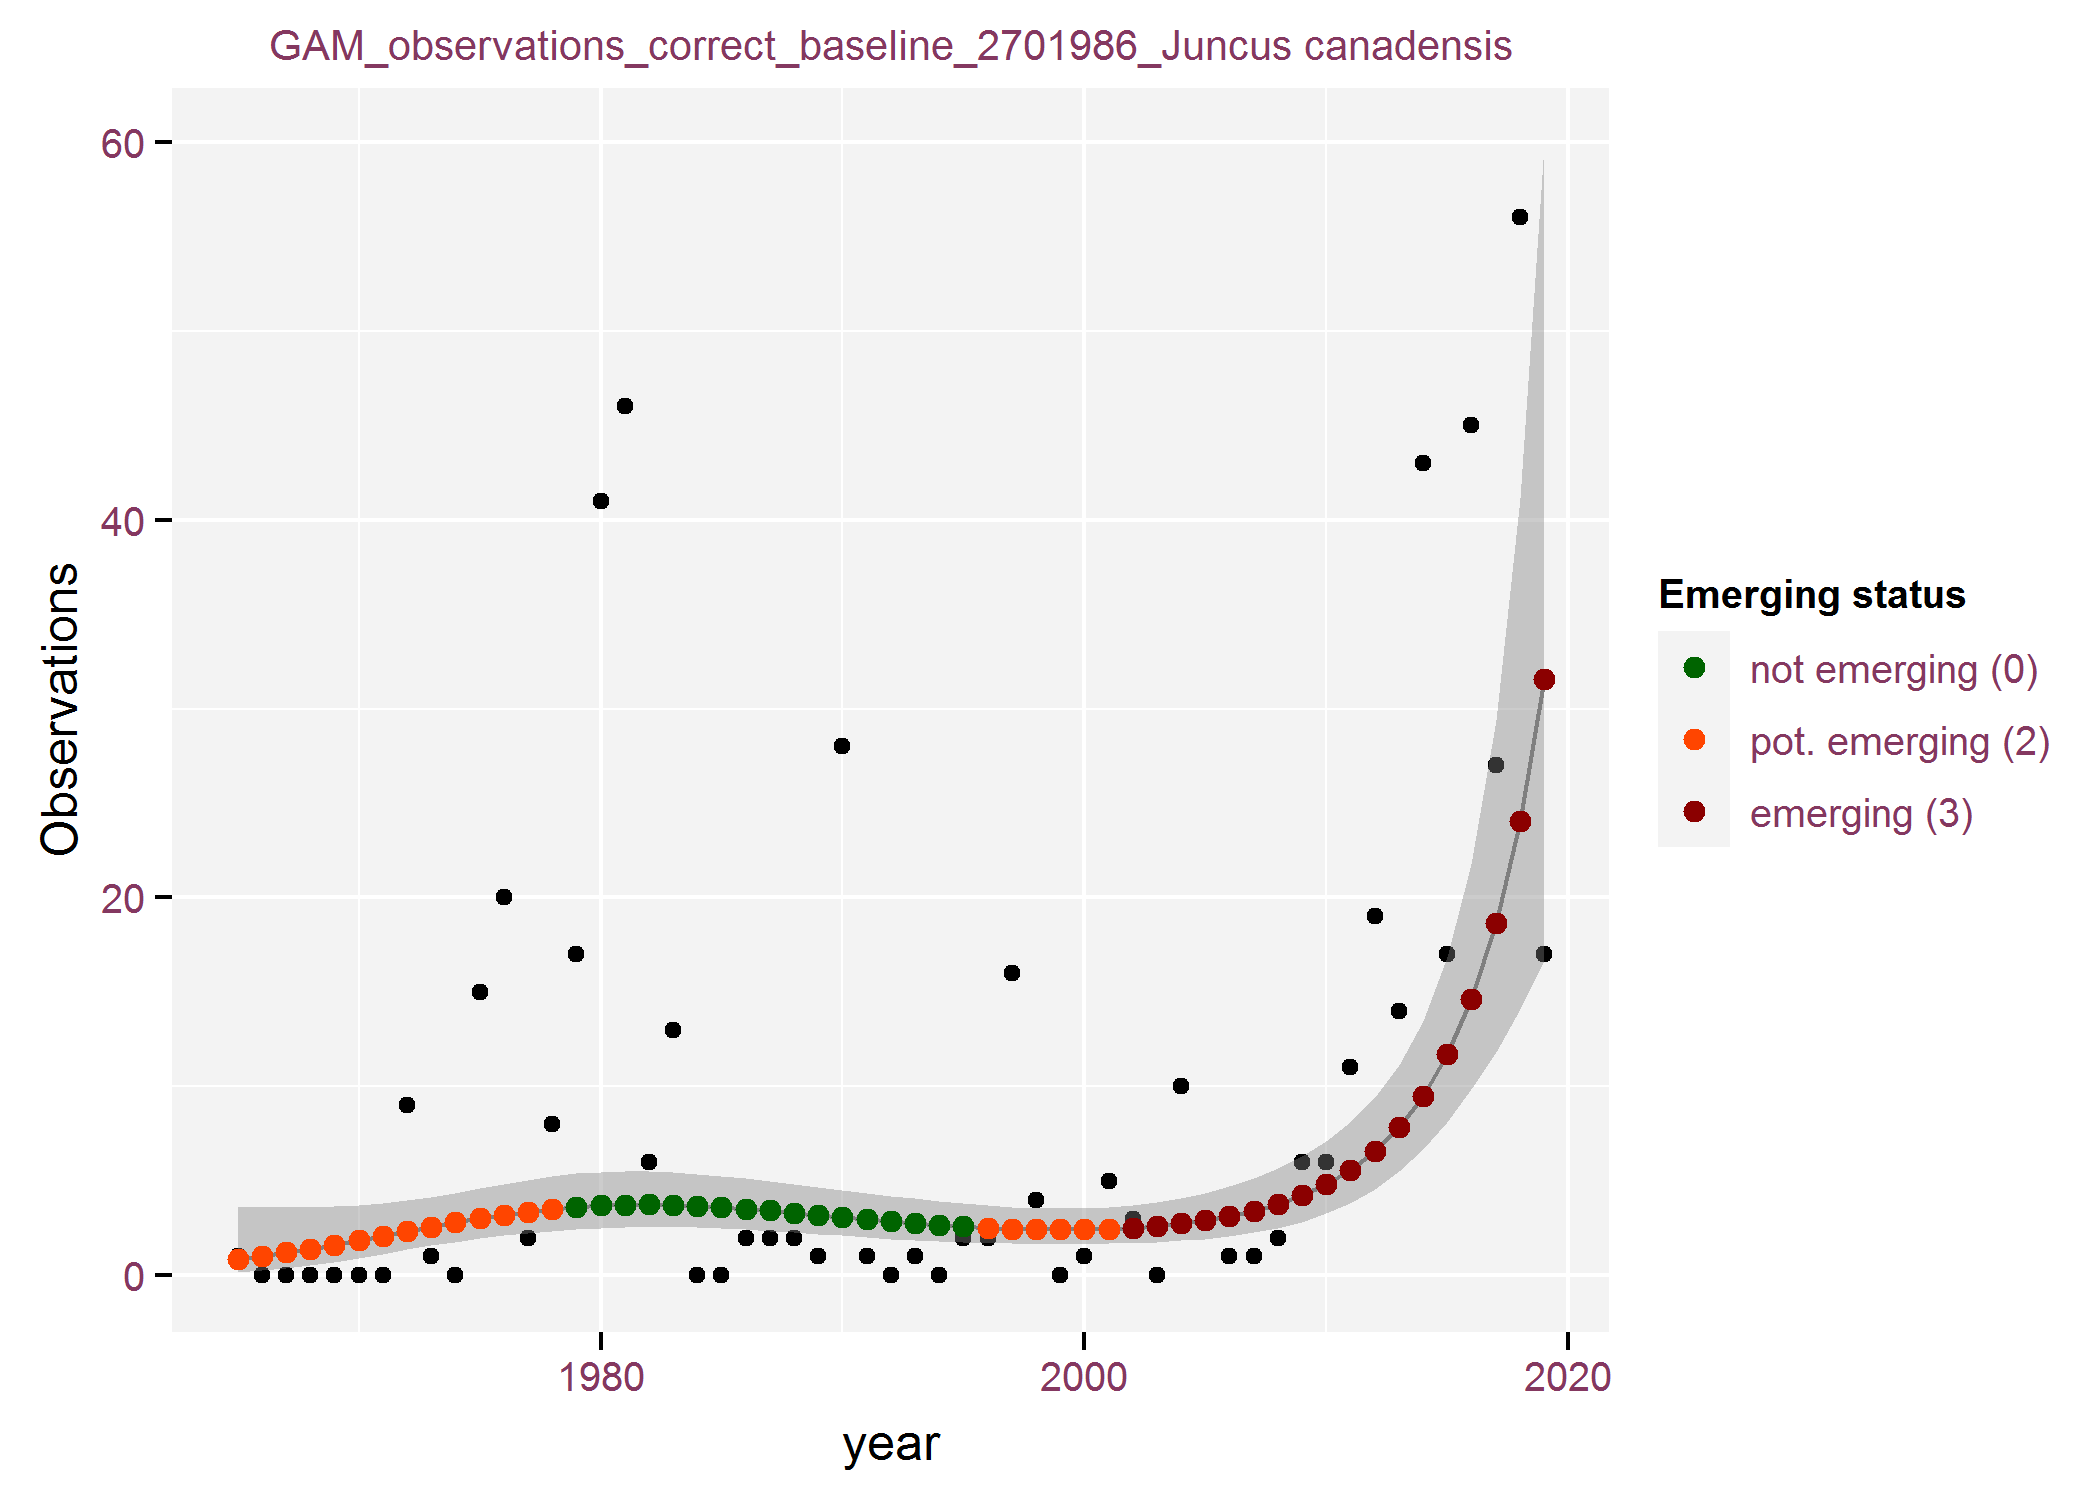 GAM_observations_correct_baseline_2701986_Juncus canadensis
60
40
20
0
Observations
1980
2000
2020
year
Emerging status
not emerging (0)
pot. emerging (2)
emerging (3)